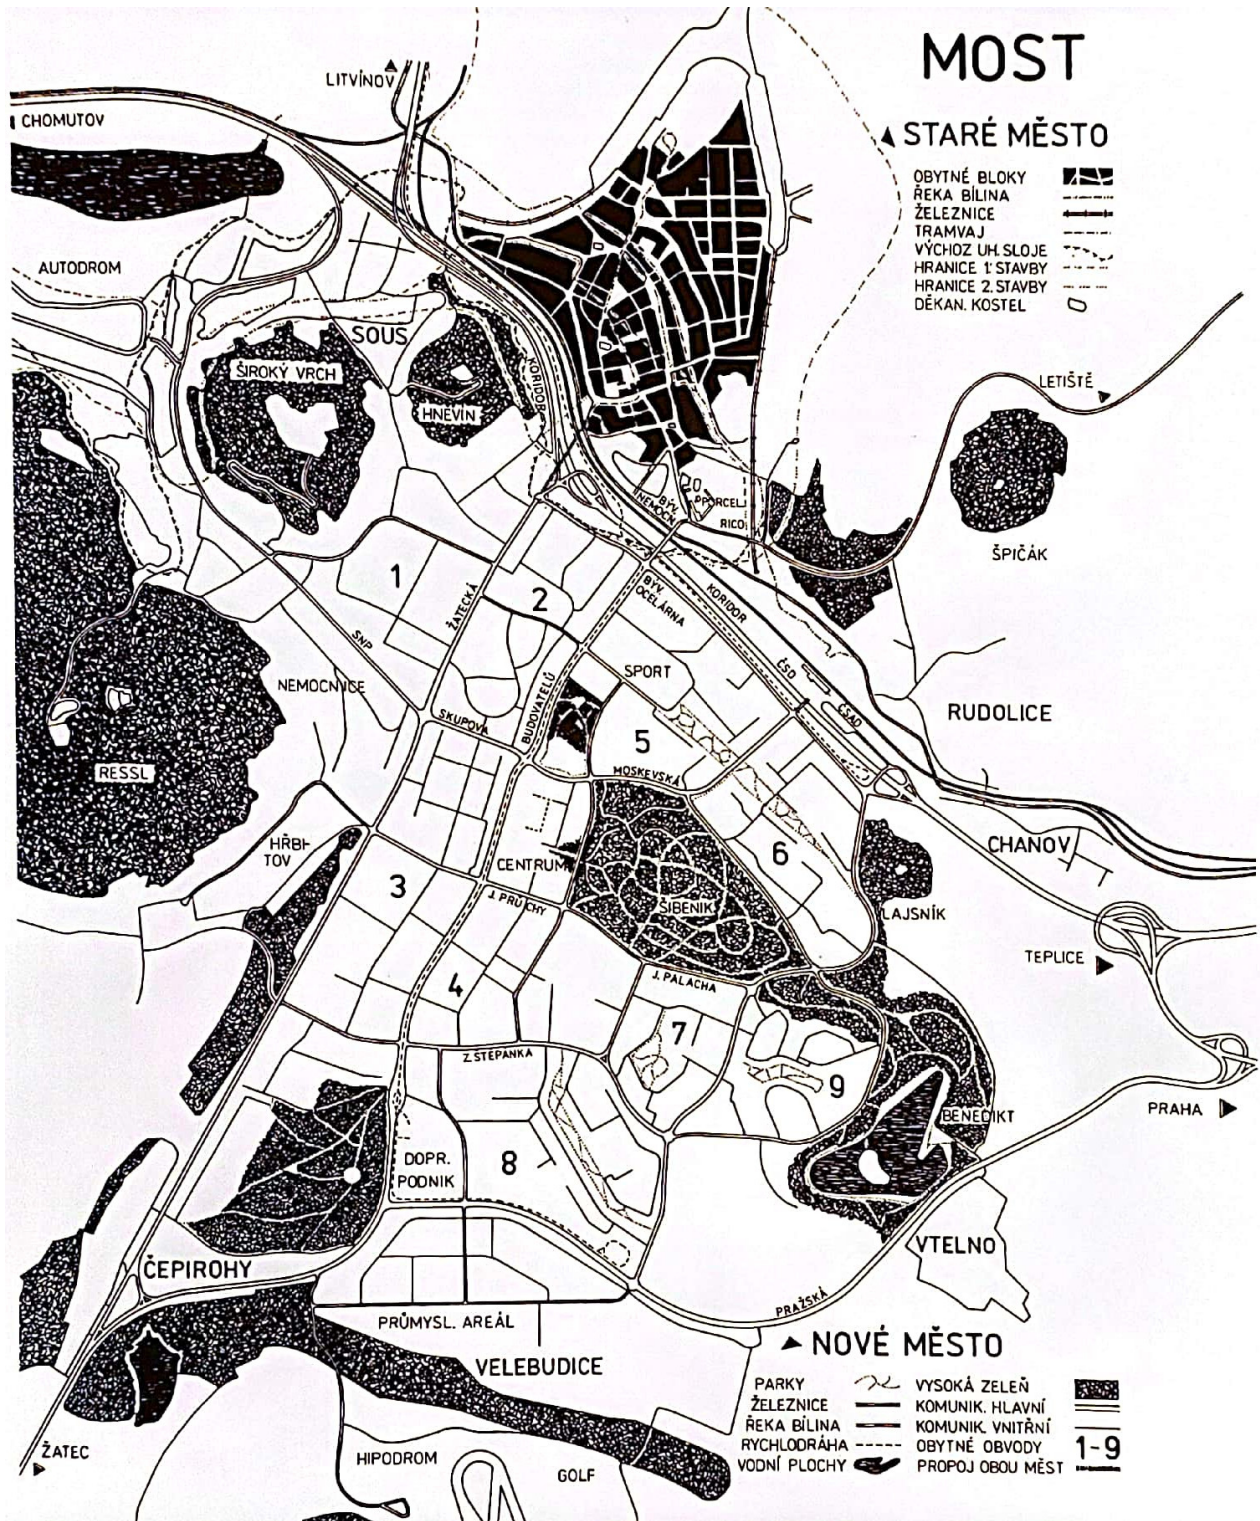 MOST
STARÉ MĚSTO
OBYTNÉ BLOKY
ŘEKA BÍLINA
ŽELEZNICE
TRAMVAJ
VÝCHOZ UH. SLOJE
HRANICE 1. STAVBY
HRANICE 2. STAVBY
DĚKAN. KOSTEL
LITVÍNOV
CHOMUTOV
AUTODROM
SOUŠ
ŠIROKÝ VRCH
HNĚVÍN
KORIDOR
LETIŠTĚ
ŠPIČÁK
BÝV.
NEMOCN.
PORCEL.
RICO
1
2
ŽATECKÁ
BÝV.
OCELÁRNA
KORIDOR
ČSD
ČSAD
SNP
NEMOCNICE
SPORT
SKUPOVA
BUDOVATELŮ
5
MOSKEVSKÁ
RUDOLICE
RESSL
HŘBI-
TOV
CHANOV
3
CENTRUM
6
J. PRŮCHY
ŠIBENÍK
LAJSNÍK
TEPLICE
4
J. PALACHA
7
Z. ŠTĚPÁNKA
9
BENEDIKT
PRAHA
DOPR.
PODNIK
8
VTELNO
ČEPIROHY
PRAŽSKÁ
PRŮMYSL. AREÁL
VELEBUDICE
ŽATEC
HIPODROM
GOLF
NOVÉ MĚSTO
PARKY
ŽELEZNICE
ŘEKA BÍLINA
RYCHLODRÁHA
VODNÍ PLOCHY
VYSOKÁ ZELEŇ
KOMUNIK. HLAVNÍ
KOMUNIK. VNITŘNÍ
OBYTNÉ OBVODY 1-9
PROPOJ OBOU MĚST